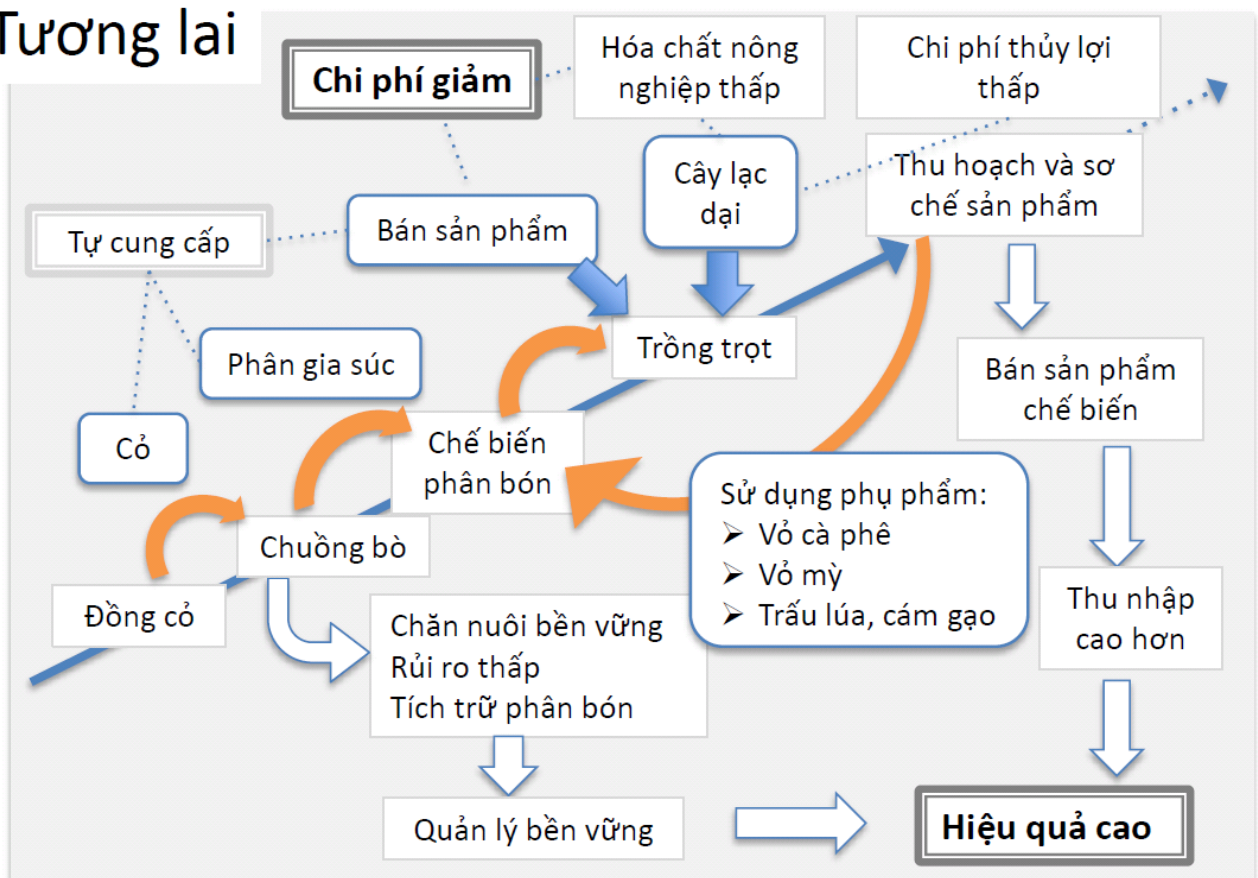 Tương lai
Chi phí giảm
Hóa chất nông
nghiệp thấp
Chi phí thủy lợi
thấp
Cây lạc
dại
Thu hoạch và sơ
chế sản phẩm
Tự cung cấp
Bán sản phẩm
Trồng trọt
Phân gia súc
Bán sản phẩm
chế biến
Cỏ
Chế biến
phân bón
Sử dụng phụ phẩm:
➢ Vỏ cà phê
➢ Vỏ mỳ
➢ Trấu lúa, cám gạo
Chuồng bò
Đồng cỏ
Chăn nuôi bền vững
Rủi ro thấp
Tích trữ phân bón
Thu nhập
cao hơn
Quản lý bền vững
Hiệu quả cao